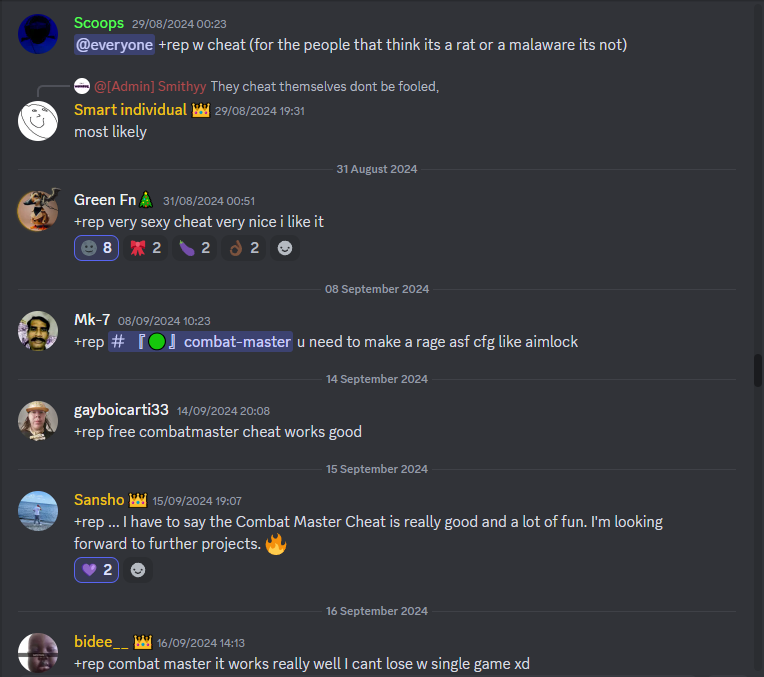 Scoops 29/08/2024 00:23
@everyone +rep w cheat (for the people that think its a rat or a malware its not)
@[Admin] Smithyy They cheat themselves dont be fooled,
Smart individual 29/08/2024 19:31
most likely
31 August 2024
Green Fn🎄 31/08/2024 00:51
+rep very sexy cheat very nice i like it
8 2 2 2
08 September 2024
Mk-7 08/09/2024 10:23
+rep # 『🟢』combat-master u need to make a rage asf cfg like aimlock
14 September 2024
gayboicarti33 14/09/2024 20:08
+rep free combatmaster cheat works good
15 September 2024
Sansho 15/09/2024 19:07
+rep ... I have to say the Combat Master Cheat is really good and a lot of fun. I'm looking
forward to further projects. 🔥
2
16 September 2024
bidee__ 16/09/2024 14:13
+rep combat master it works really well I cant lose w single game xd